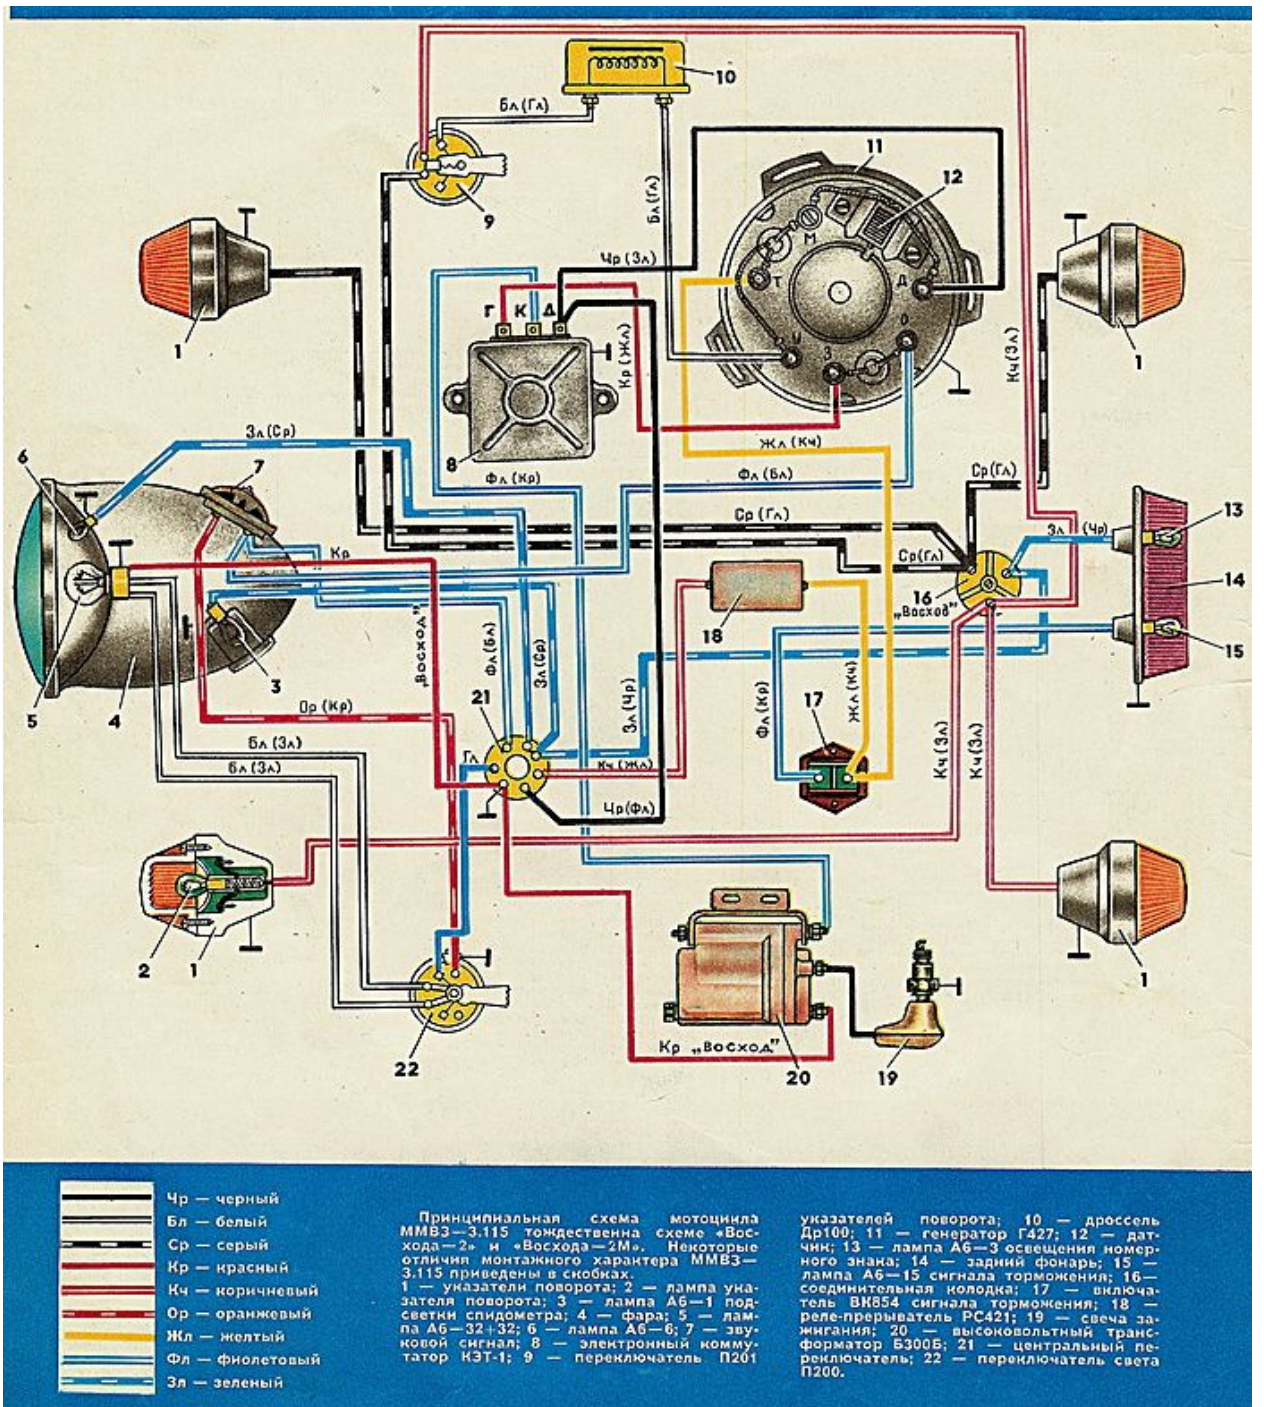 10
Бл (Гл)
11
12
9
Бл (Гл)
М
Чр (Зл)
Т
Д
О
И
З
Г
К
Д
1
1
Кр (Жл)
Кч (Зл)
8
Жл (Кч)
Зл (Ср)
6
7
Фл (Кр)
Фл (Бл)
Ср (Гл)
Ср (Гл)
13
Кр
Зл (Чр)
Ср (Гл)
16
„Восход”
14
18
15
„Восход”
Фл (Бл)
Зл (Ср)
5
4
3
Зл (Чр)
Фл (Кр)
17
Жл (Кч)
21
Ор (Кр)
Бл (Зл)
Гл
Кч (Жл)
Кч (Зл)
Кч (Зл)
Бл (Зл)
Чр (Фл)
2
1
1
22
Кр „Восход”
20
19
Чр — черный
Бл — белый
Ср — серый
Кр — красный
Кч — коричневый
Ор — оранжевый
Жл — желтый
Фл — фиолетовый
Зл — зеленый
Принципиальная схема мотоцикла
ММВЗ—3.115 тождественна схеме «Вос-
хода—2» и «Восхода—2М». Некоторые
отличия монтажного характера ММВЗ—
3.115 приведены в скобках.
1 — указатели поворота; 2 — лампа ука-
зателя поворота; 3 — лампа А6—1 под-
светки спидометра; 4 — фара; 5 — лам-
па А6—32+32; 6 — лампа А6—6; 7 — зву-
ковой сигнал; 8 — электронный комму-
татор КЭТ-1; 9 — переключатель П201
указателей поворота; 10 — дроссель
Др100; 11 — генератор Г427; 12 — дат-
чик; 13 — лампа А6—3 освещения номер-
ного знака; 14 — задний фонарь; 15 —
лампа А6—15 сигнала торможения; 16—
соединительная колодка; 17 — включа-
тель ВК854 сигнала торможения; 18 —
реле-прерыватель РС421; 19 — свеча за-
жигания; 20 — высоковольтный транс-
форматор Б300Б; 21 — центральный пе-
реключатель; 22 — переключатель света
П200.